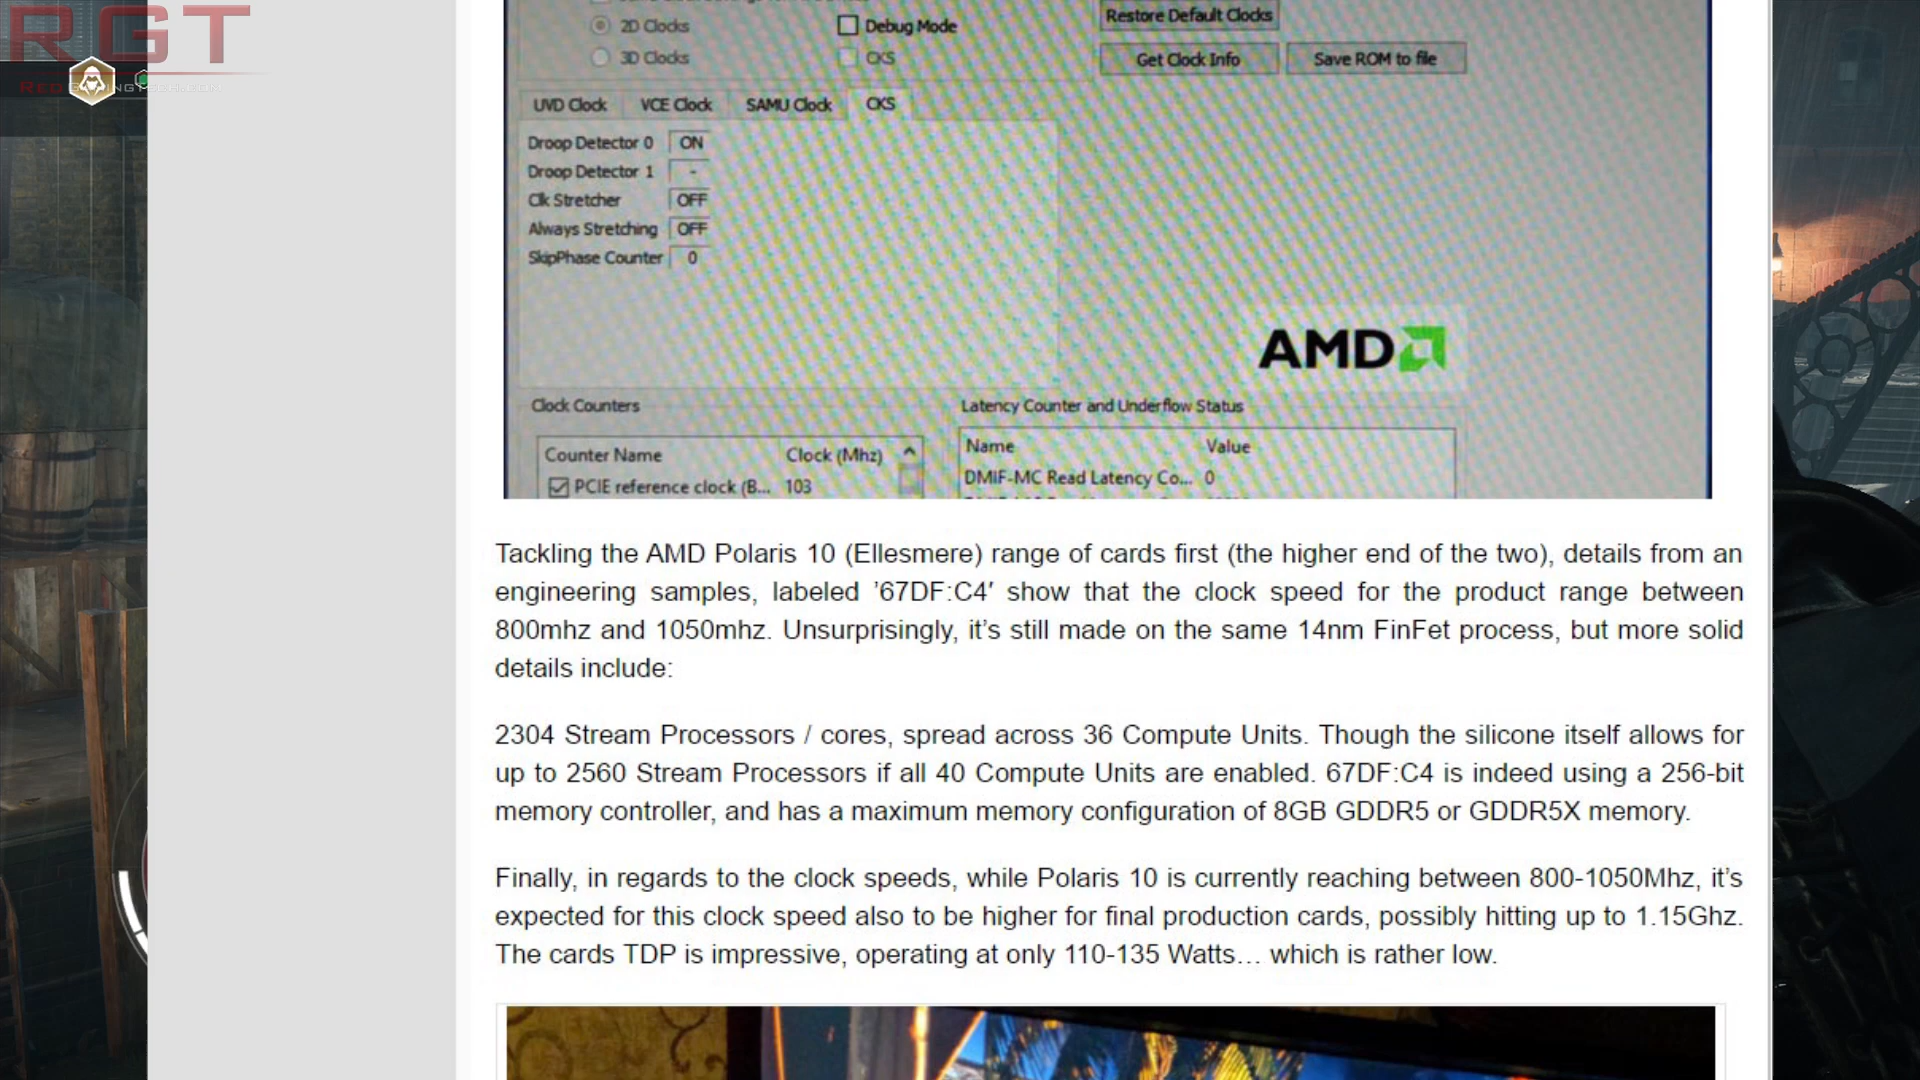 RGT
2D Clocks
Debug Mode
Restore Default Clocks
3D Clocks
CKS
Get Clock Info
Save ROM to file
UVD Clock
VCE Clock
SAMU Clock
CKS
Droop Detector 0 ON
Droop Detector 1 -
Clk Stretcher OFF
Always Stretching OFF
SkipPhase Counter 0
AMD
Clock Counters
Latency Counter and Underflow Status
Counter Name Clock (Mhz)
Name Value
PCIE reference clock (B... 103
DMIF-MC Read Latency Co... 0
Tackling the AMD Polaris 10 (Ellesmere) range of cards first (the higher end of the two), details from an
engineering samples, labeled ’67DF:C4′ show that the clock speed for the product range between
800mhz and 1050mhz. Unsurprisingly, it’s still made on the same 14nm FinFet process, but more solid
details include:
2304 Stream Processors / cores, spread across 36 Compute Units. Though the silicone itself allows for
up to 2560 Stream Processors if all 40 Compute Units are enabled. 67DF:C4 is indeed using a 256-bit
memory controller, and has a maximum memory configuration of 8GB GDDR5 or GDDR5X memory.
Finally, in regards to the clock speeds, while Polaris 10 is currently reaching between 800-1050Mhz, it’s
expected for this clock speed also to be higher for final production cards, possibly hitting up to 1.15Ghz.
The cards TDP is impressive, operating at only 110-135 Watts… which is rather low.